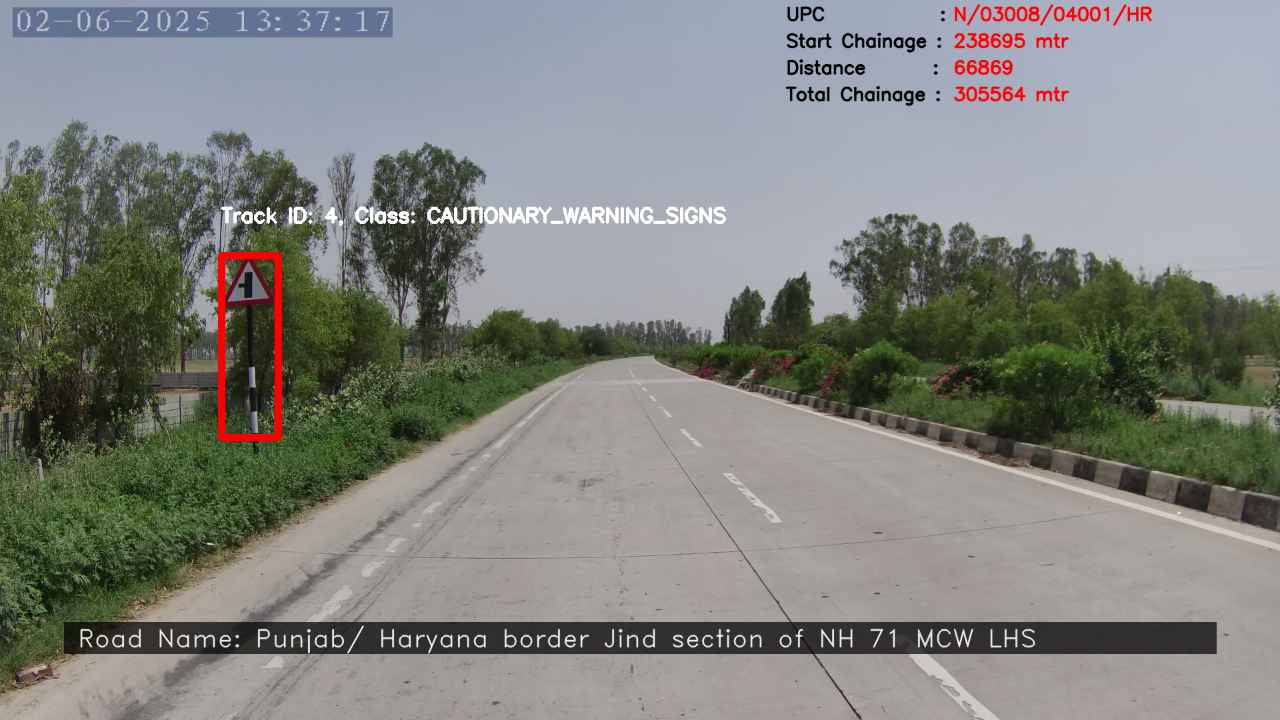 02-06-2025 13:37:17
UPC : N/03008/04001/HR
Start Chainage : 238695 mtr
Distance : 66869
Total Chainage : 305564 mtr
Track ID: 4, Class: CAUTIONARY_WARNING_SIGNS
Road Name: Punjab/ Haryana border Jind section of NH 71 MCW LHS